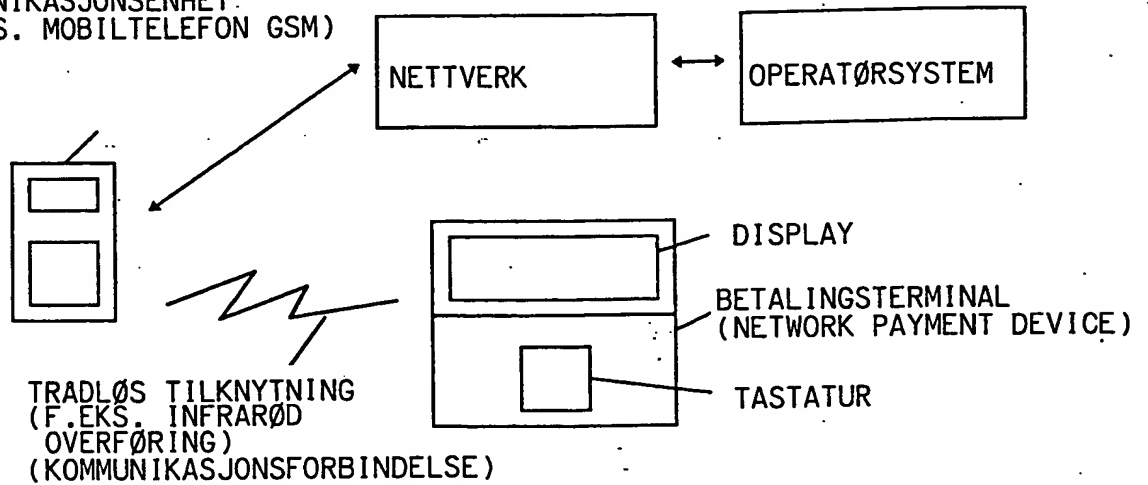 NIKASJONSENHET
S. MOBILTELEFON GSM)
NETTVERK
OPERATØRSYSTEM
DISPLAY
BETALINGSTERMINAL
(NETWORK PAYMENT DEVICE)
TASTATUR
TRADLØS TILKNYTNING
(F.EKS. INFRARØD
OVERFØRING)
(KOMMUNIKASJONSFORBINDELSE)